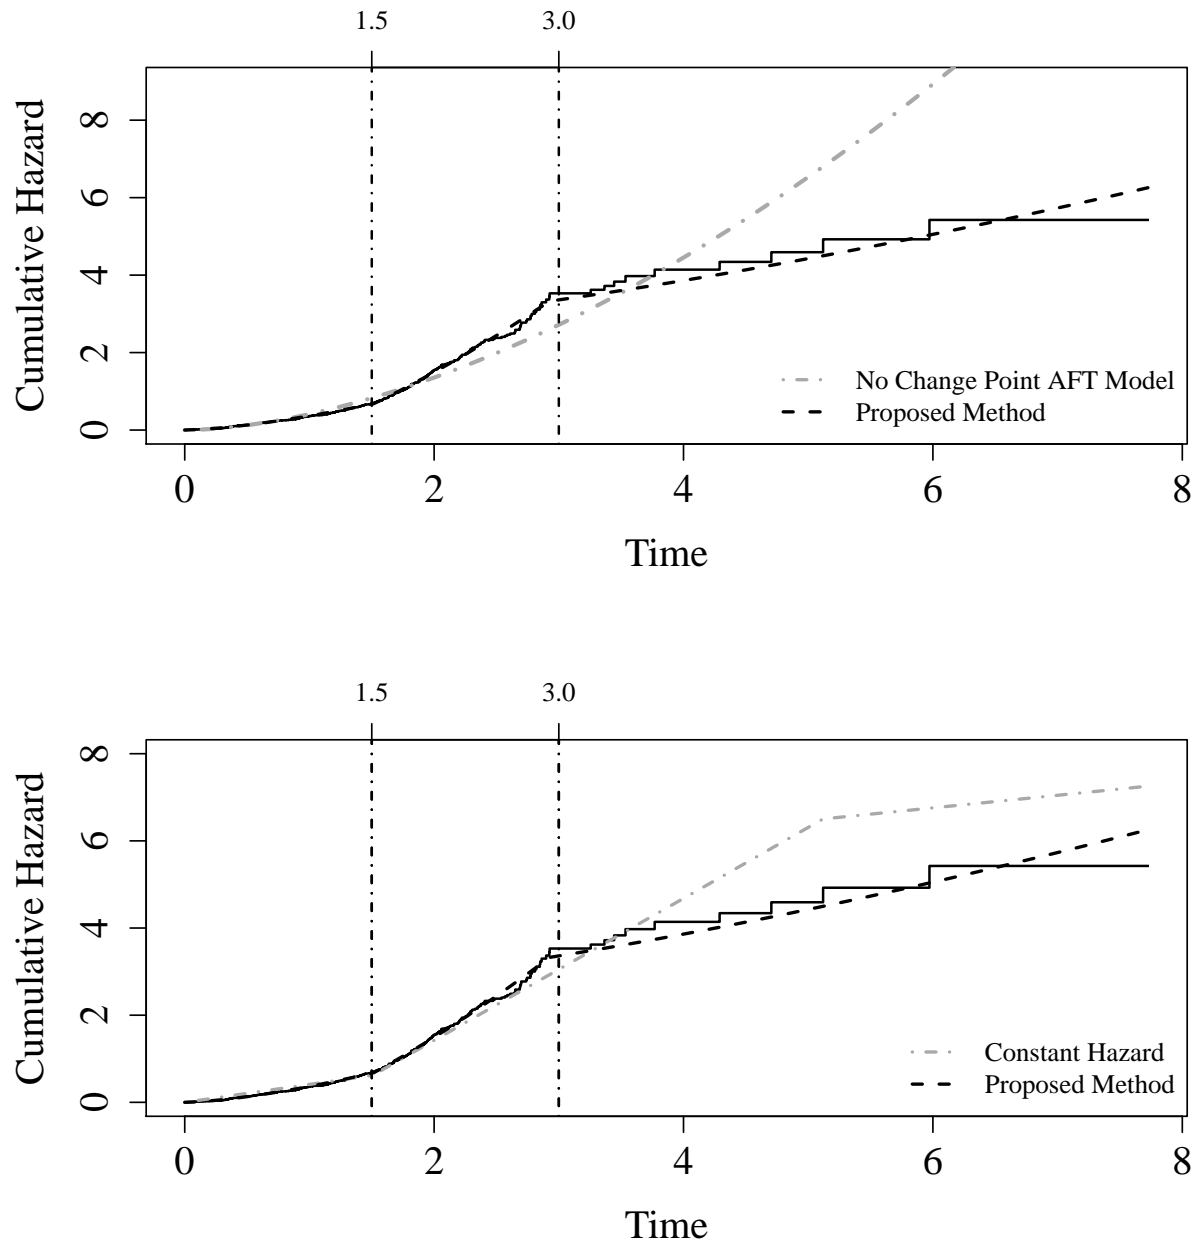 1.5 3.0
Cumulative Hazard
8
6
4
2
0
No Change Point AFT Model
Proposed Method
0 2 4 6 8
Time
1.5 3.0
Cumulative Hazard
8
6
4
2
0
Constant Hazard
Proposed Method
0 2 4 6 8
Time